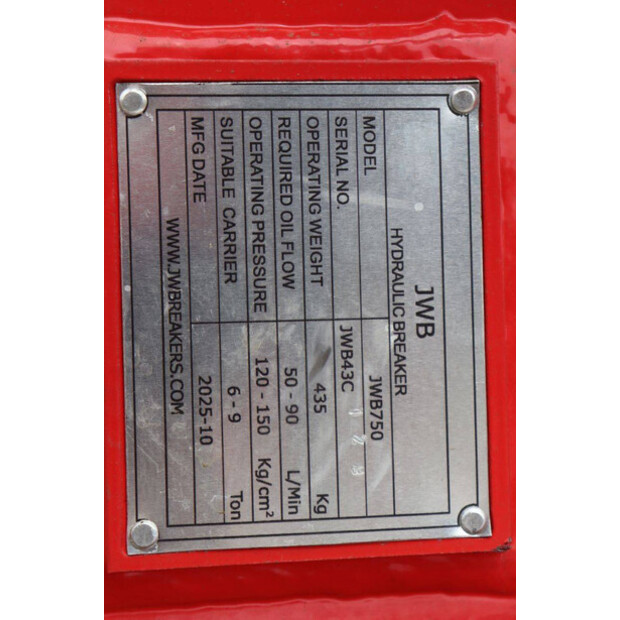 JWB
HYDRAULIC BREAKER
MODEL JWB750
SERIAL NO. JWB43C
OPERATING WEIGHT 435 Kg
REQUIRED OIL FLOW 50 - 90 L/Min
OPERATING PRESSURE 120 - 150 Kg/cm²
SUITABLE CARRIER 6 - 9 Ton
MFG DATE 2025-10
WWW.JWBREAKERS.COM